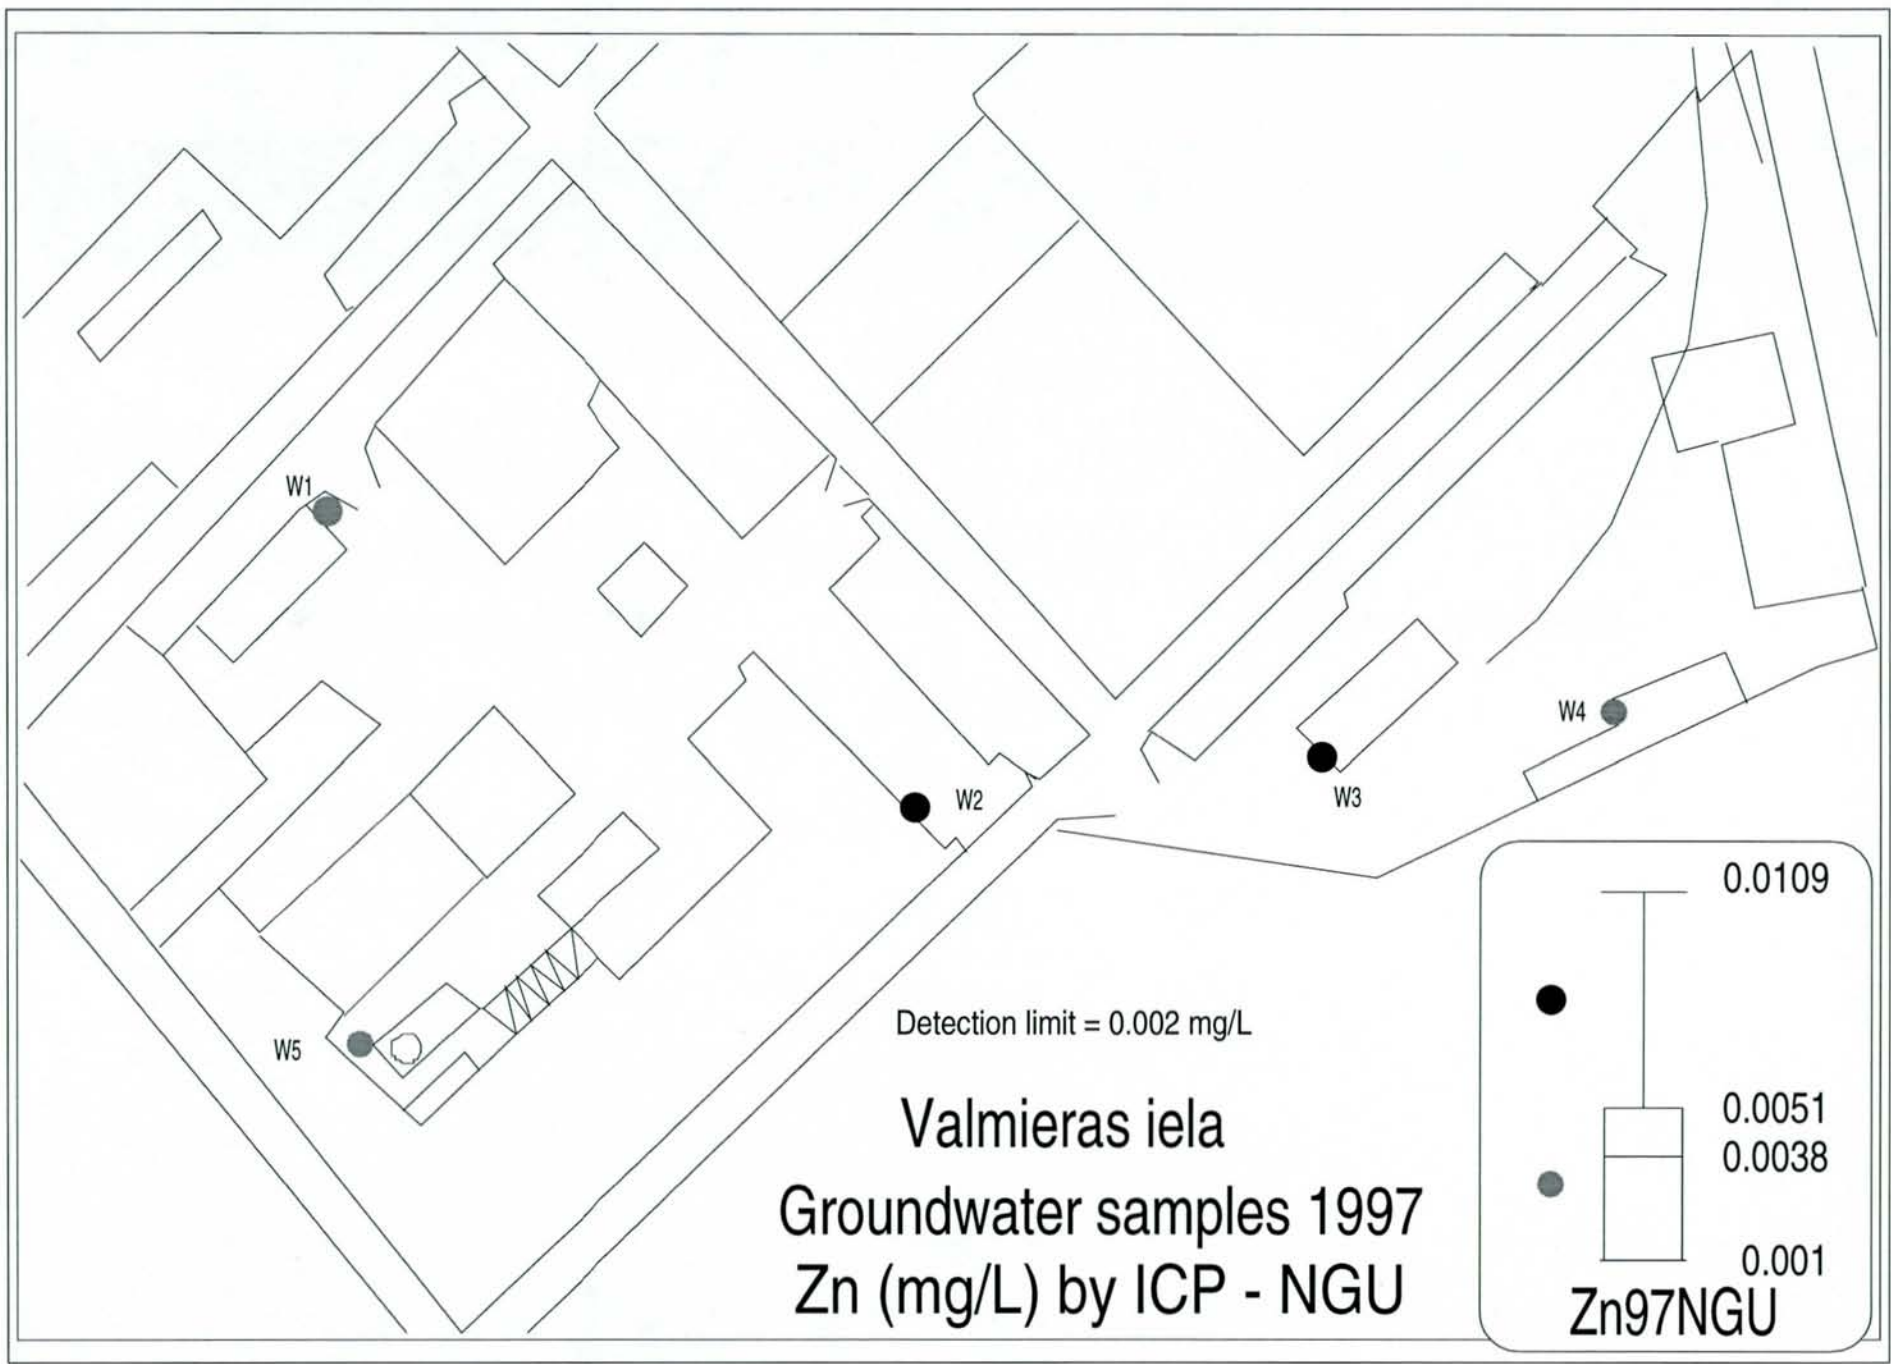 W1
W4
W2
W3
0.0109
Detection limit = 0.002 mg/L
W5
0.0051
Valmieras iela
0.0038
Groundwater samples 1997
0.001
Zn (mg/L) by ICP - NGU
Zn97NGU